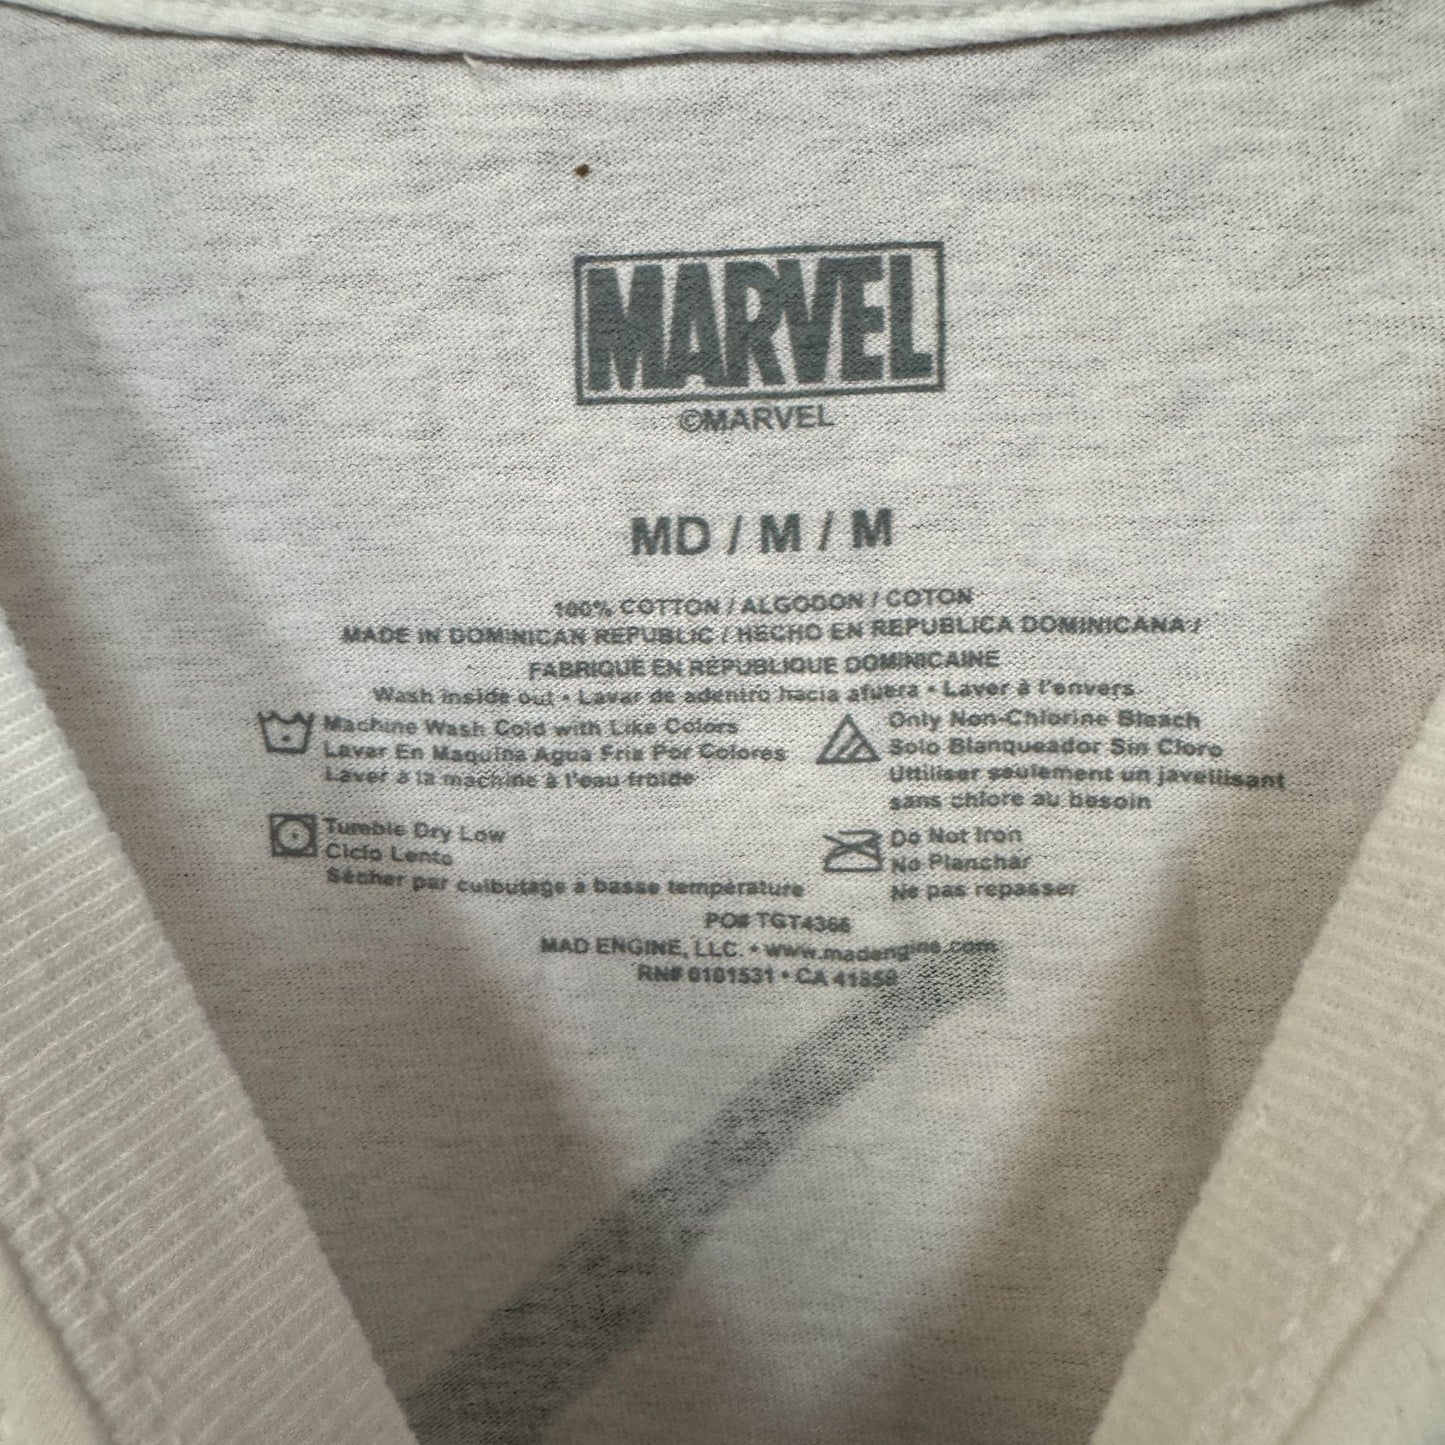 MARVEL
©MARVEL
MD / M / M
100% COTTON / ALGODON / COTON
MADE IN DOMINICAN REPUBLIC / HECHO EN REPUBLICA DOMINICANA /
FABRIQUE EN RÉPUBLIQUE DOMINICAINE
Wash inside out • Lavar de adentro hacia afuera • Laver à l'envers
Machine Wash Cold with Like Colors
Lavar En Maquina Agua Fria Por Colores
Laver à la machine à l'eau froide
Only Non-Chlorine Bleach
Solo Blanqueador Sin Cloro
Uttiliser seulement un javellisant
sans chlore au besoin
Tumble Dry Low
Ciclo Lento
Sécher par culbutage a basse température
Do Not Iron
No Planchar
Ne pas repasser
PO# TGT4366
MAD ENGINE, LLC. • www.madengine.com
RN# 0101531 • CA 41858